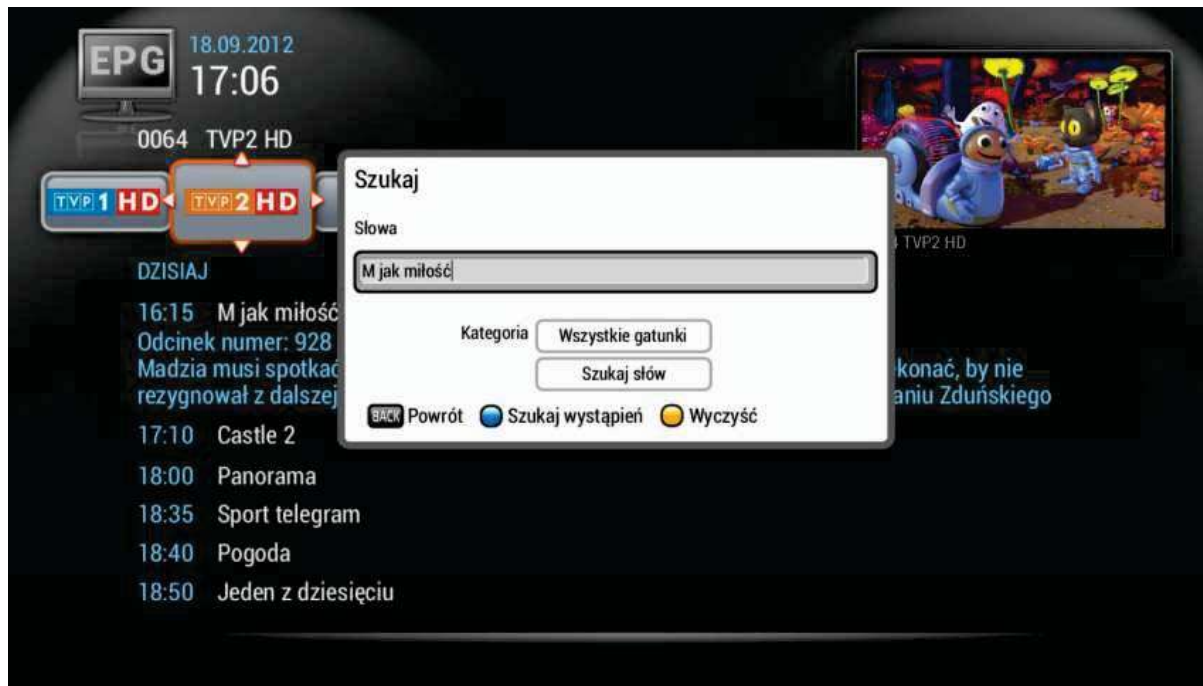 EPG
18.09.2012
17:06
0064 TVP2 HD
TVP 1 HD
TVP 2 HD
TVP2 HD
Szukaj
Słowa
M jak miłość
Kategoria Wszystkie gatunki
Szukaj słów
BACK Powrót Szukaj wystąpień Wyczyść
DZISIAJ
16:15 M jak miłość
Odcinek numer: 928
Madzia musi spotkać by nie
rezygnował z dalszej Zduńskiego
17:10 Castle 2
18:00 Panorama
18:35 Sport telegram
18:40 Pogoda
18:50 Jeden z dziesięciu